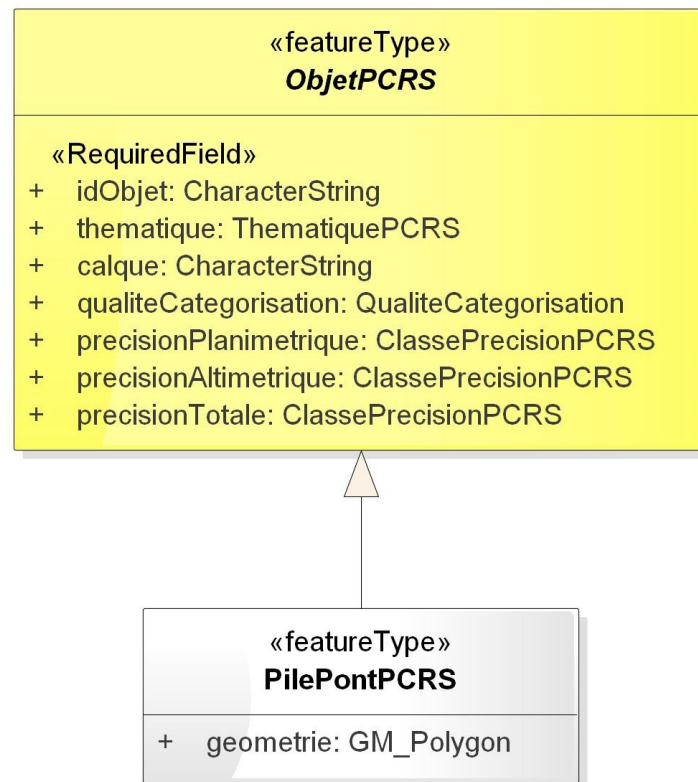 «featureType»
ObjetPCRS
«RequiredField»
+ idObjet: CharacterString
+ thematique: ThematiquePCRS
+ calque: CharacterString
+ qualiteCategorisation: QualiteCategorisation
+ precisionPlanimetrique: ClassePrecisionPCRS
+ precisionAltimetrique: ClassePrecisionPCRS
+ precisionTotale: ClassePrecisionPCRS
«featureType»
PilePontPCRS
+ geometrie: GM_Polygon